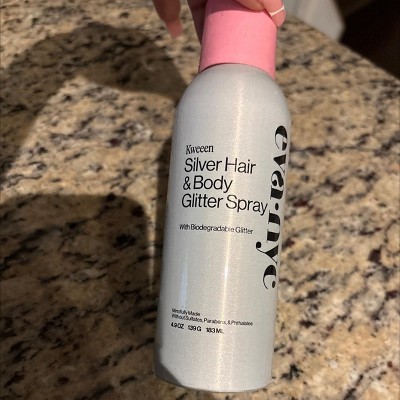 Kweeen
Silver Hair
& Body
Glitter Spray
With Biodegradable Glitter
eva·nyc
Mindfully Made
Without Sulfates, Parabens, & Phthalates
4.9 OZ 139 G 183 ML